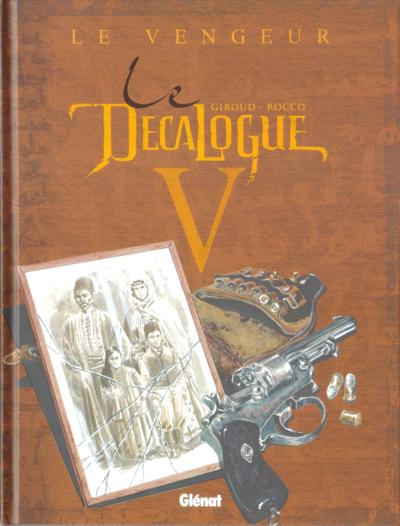 LE VENGEUR
Le
GIROUD - ROCCO
DECALOGUE
V
Glénat